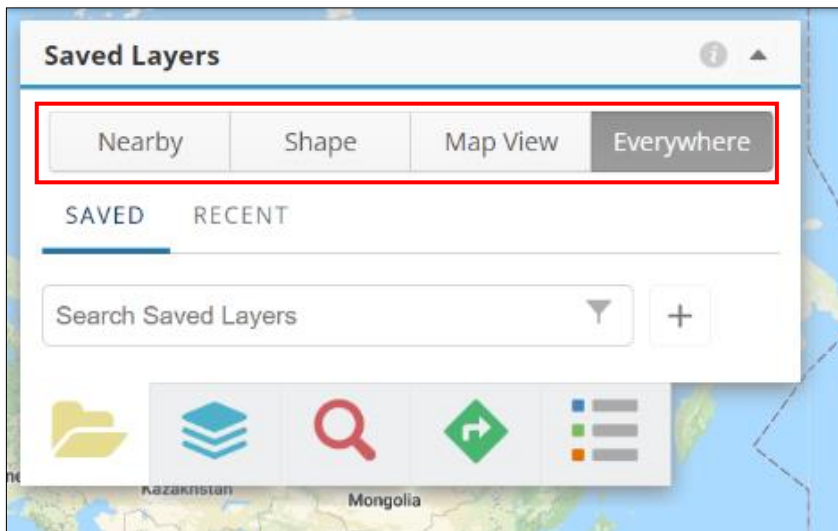 Saved Layers
Nearby Shape Map View Everywhere
SAVED RECENT
Search Saved Layers
Kazakhstan
Mongolia